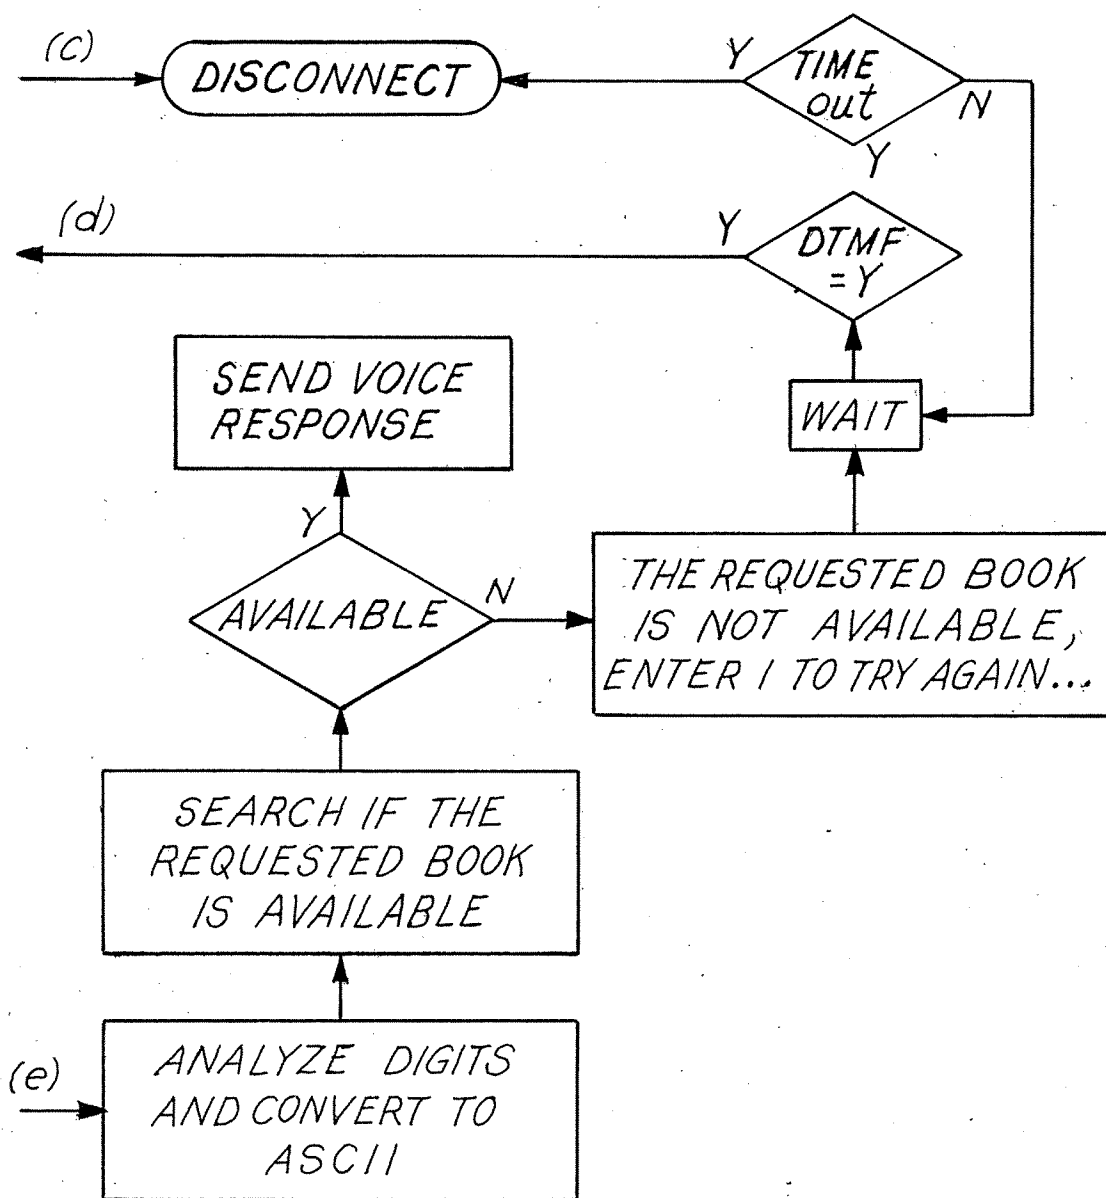 (c)
DISCONNECT
Y
TIME
out
N
Y
(d)
Y
DTMF
=Y
SEND VOICE
RESPONSE
WAIT
Y
AVAILABLE
N
THE REQUESTED BOOK
IS NOT AVAILABLE,
ENTER 1 TO TRY AGAIN...
SEARCH IF THE
REQUESTED BOOK
IS AVAILABLE
(e)
ANALYZE DIGITS
AND CONVERT TO
ASCII